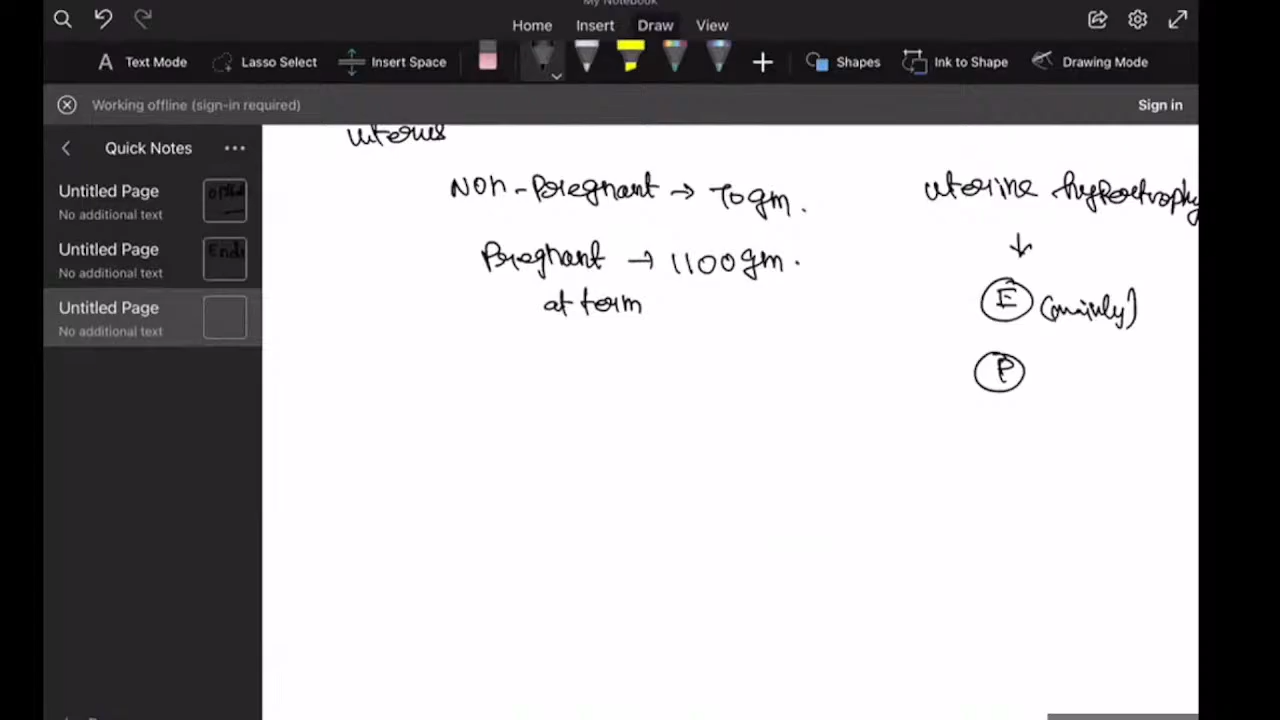 My Notebook
Home Insert Draw View
Text Mode Lasso Select Insert Space Shapes Ink to Shape Drawing Mode
Working offline (sign-in required) Sign in
Quick Notes
Untitled Page
No additional text
Untitled Page
No additional text
Untitled Page
No additional text
uterus
Non-Pregnant → 70gm.
Pregnant → 1100gm.
at term
uterine hypertrophy
↓
E (mainly)
P